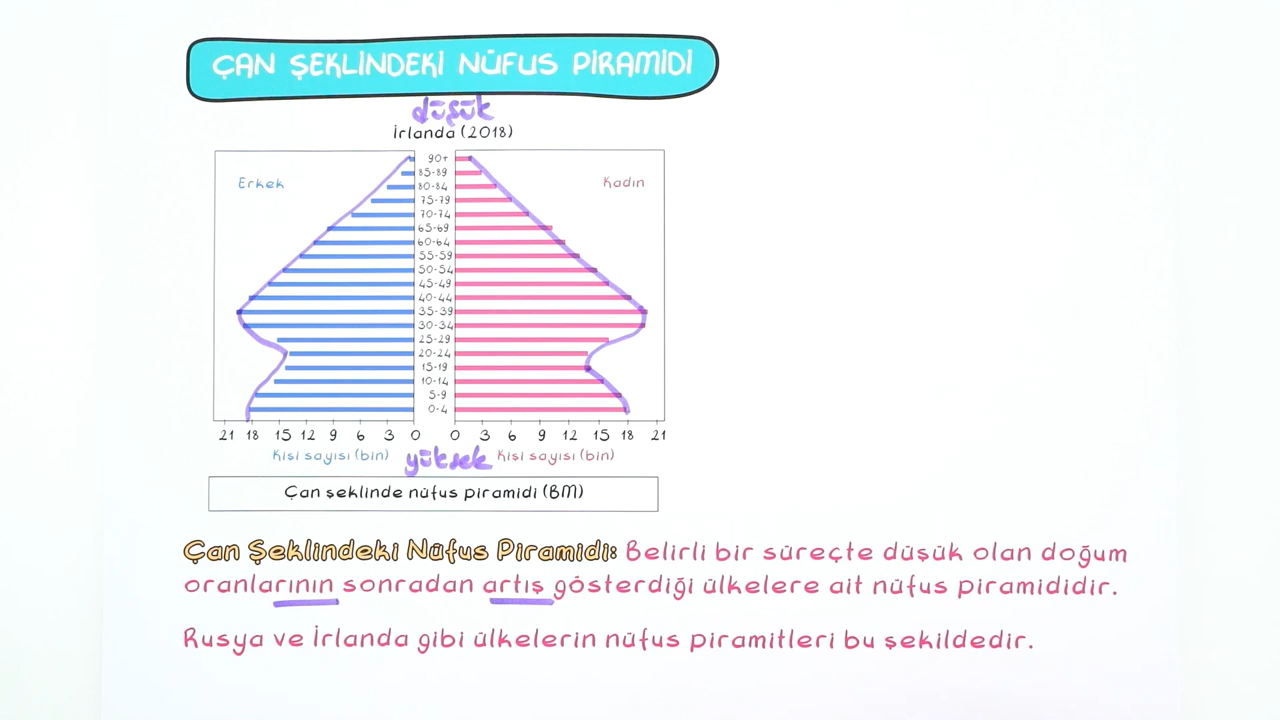 ÇAN ŞEKLİNDEKİ NÜFUS PİRAMİDİ
düşük
İrlanda (2018)
Erkek
Kadın
90+
85-89
80-84
75-79
70-74
65-69
60-64
55-59
50-54
45-49
40-44
35-39
30-34
25-29
20-24
15-19
10-14
5-9
0-4
21 18 15 12 9 6 3 0 0 3 6 9 12 15 18 21
Kişi sayısı (bin) yüksek Kişi sayısı (bin)
Çan şeklinde nüfus piramidi (BM)
Çan Şeklindeki Nüfus Piramidi: Belirli bir süreçte düşük olan doğum
oranlarının sonradan artış gösterdiği ülkelere ait nüfus piramididir.
Rusya ve İrlanda gibi ülkelerin nüfus piramitleri bu şekildedir.